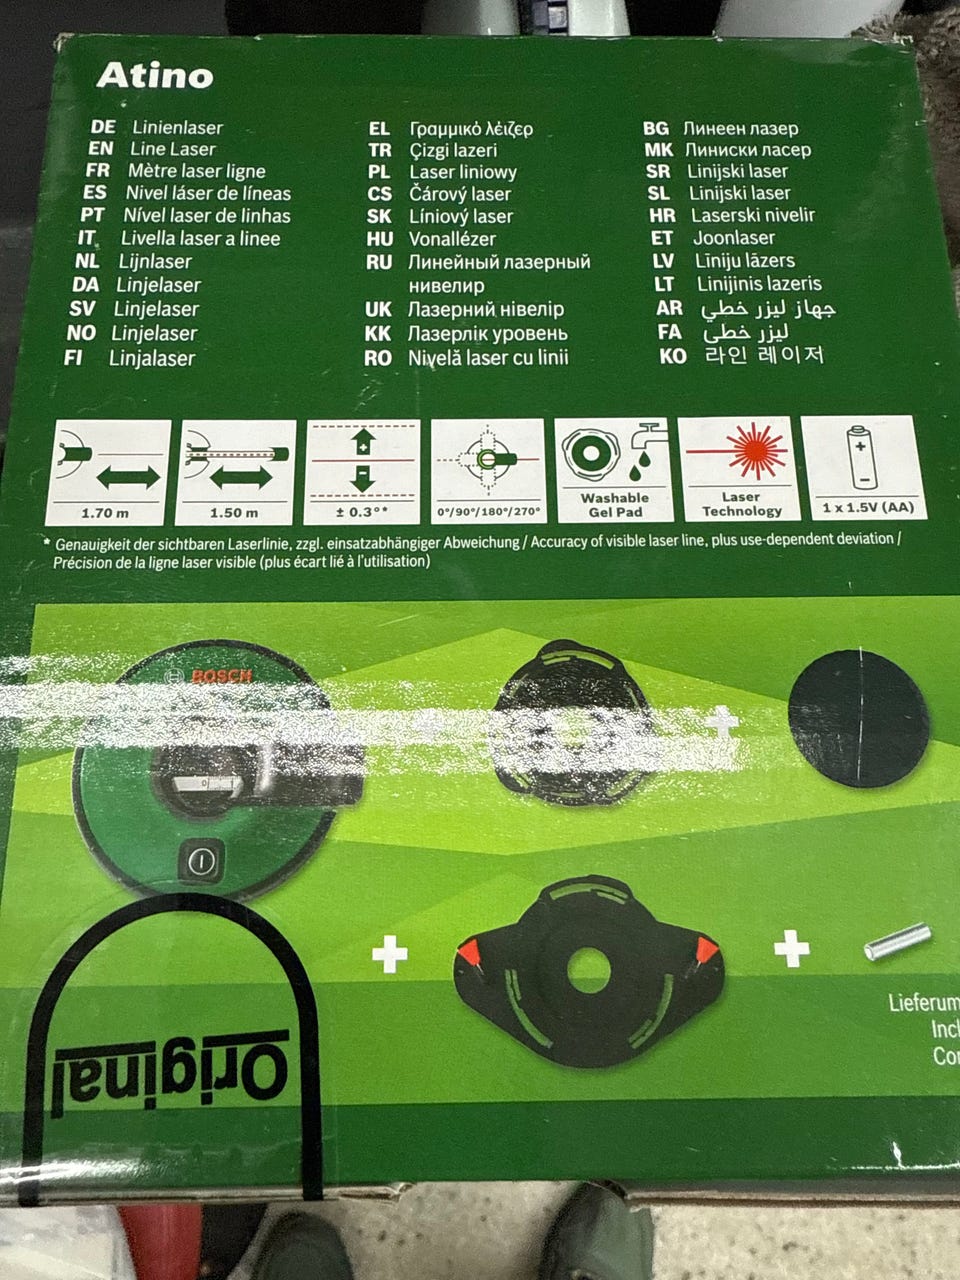 Atino
DE Linienlaser
EN Line Laser
FR Mètre laser ligne
ES Nivel láser de líneas
PT Nível laser de linhas
IT Livella laser a linee
NL Lijnlaser
DA Linjelaser
SV Linjelaser
NO Linjelaser
FI Linjalaser
EL Γραμμικό λέιζερ
TR Çizgi lazeri
PL Laser liniowy
CS Čárový laser
SK Líniový laser
HU Vonallézer
RU Линейный лазерный
нивелир
UK Лазерний нівелір
KK Лазерлік уровень
RO Nivelă laser cu linii
BG Линеен лазер
MK Линиски ласер
SR Linijski laser
SL Linijski laser
HR Laserski nivelir
ET Joonlaser
LV Līniju lāzers
LT Linijinis lazeris
AR جهاز ليزر خطي
FA ليزر خطي
KO 라인 레이저
1.70 m
1.50 m
± 0.3°*
0°/90°/180°/270°
Washable
Gel Pad
Laser
Technology
1 x 1.5V (AA)
* Genauigkeit der sichtbaren Laserlinie, zzgl. einsatzabhängiger Abweichung / Accuracy of visible laser line, plus use-dependent deviation /
Précision de la ligne laser visible (plus écart lié à l'utilisation)
BOSCH
Original
Lieferum
Incl
Con